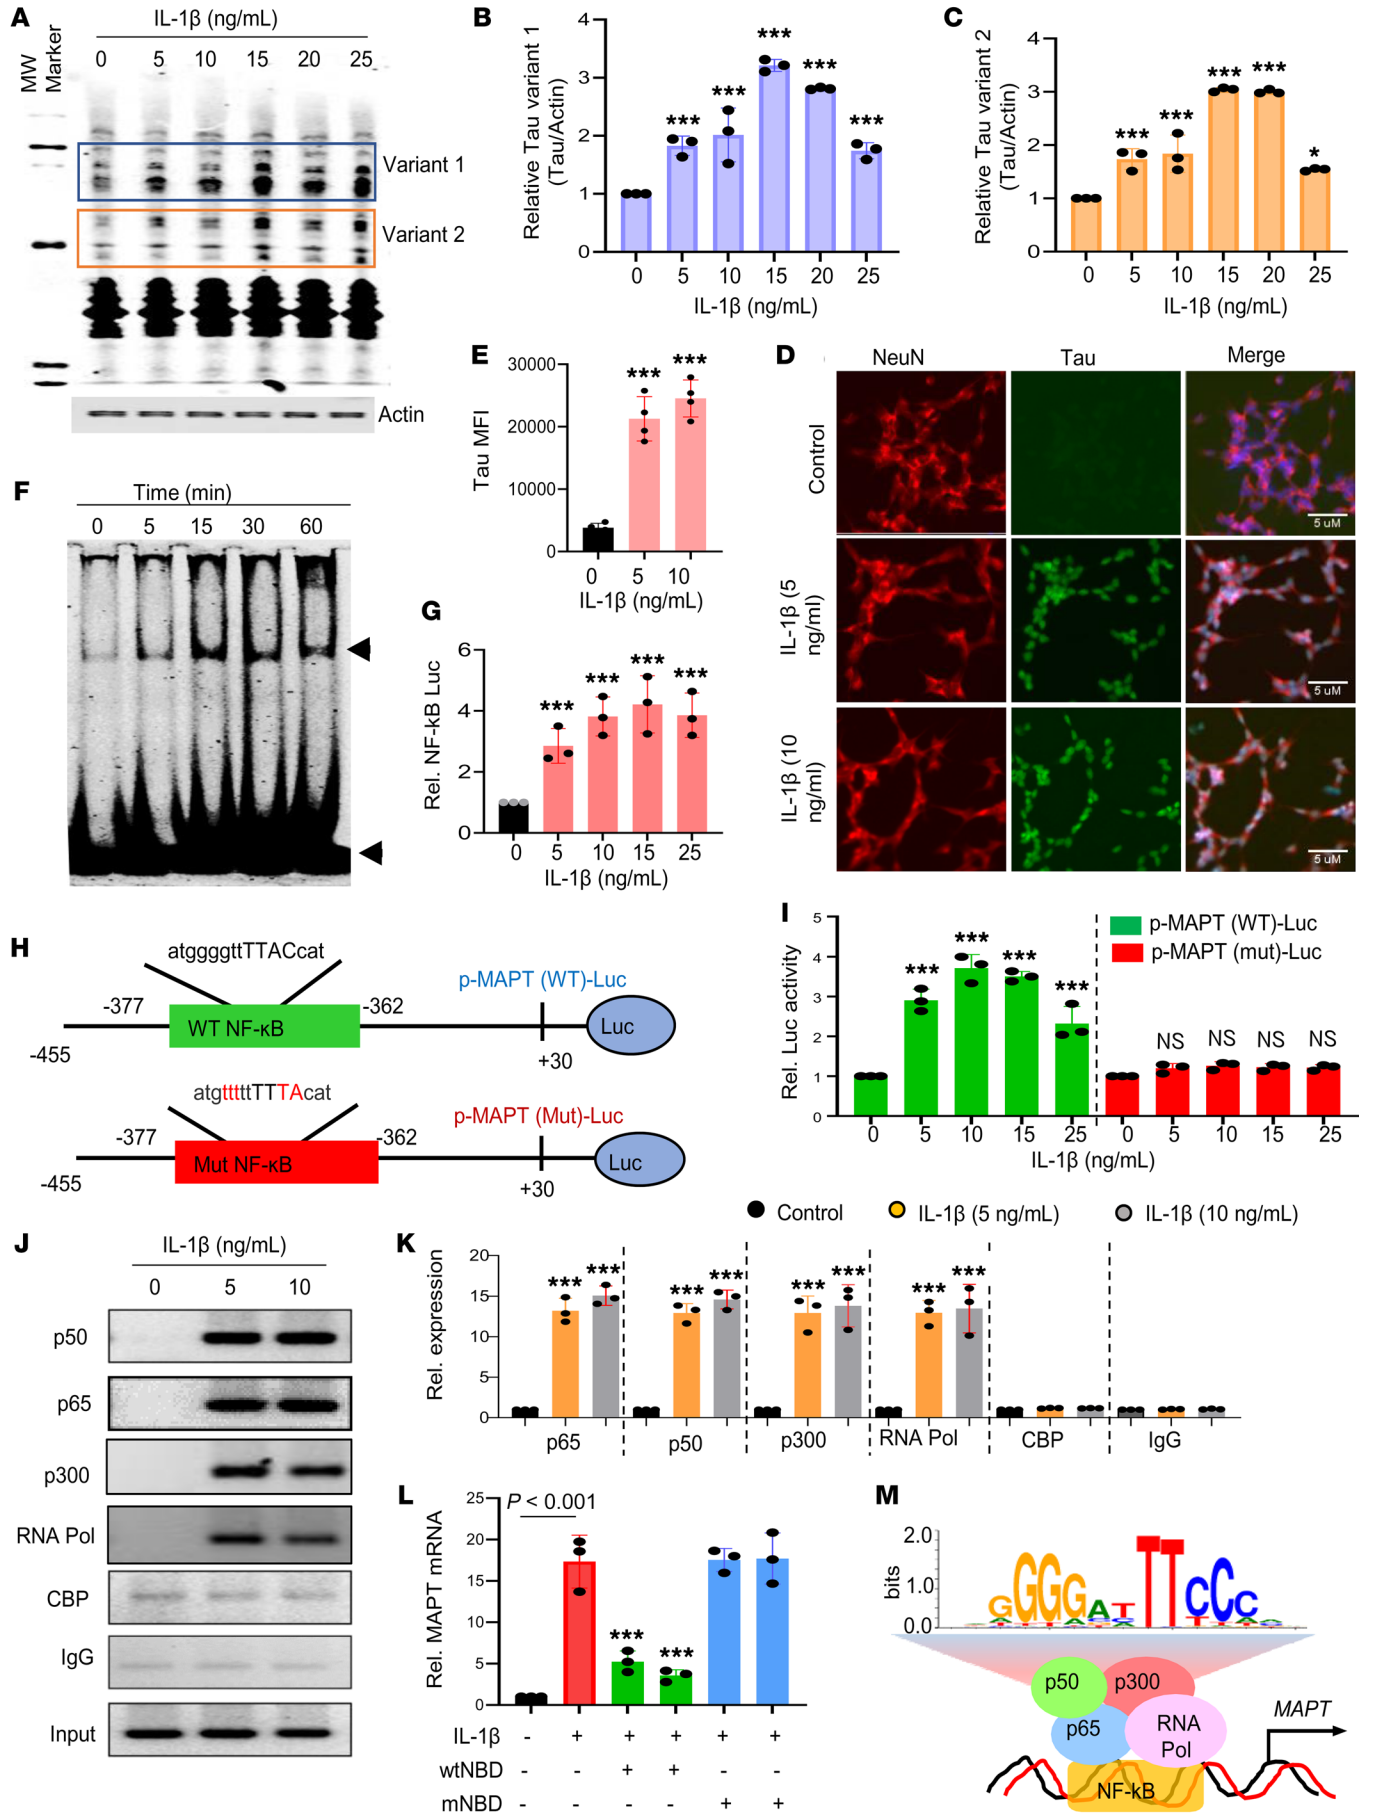 A
IL-1β (ng/mL)
MW
Marker
0 5 10 15 20 25
Variant 1
Variant 2
Actin
B
Relative Tau variant 1
(Tau/Actin)
4
3
2
1
0
*** *** *** *** ***
0 5 10 15 20 25
IL-1β (ng/mL)
C
Relative Tau variant 2
(Tau/Actin)
4
3
2
1
0
*** *** *** *** *
0 5 10 15 20 25
IL-1β (ng/mL)
D
NeuN Tau Merge
Control
5 uM
IL-1β (5
ng/ml)
5 uM
IL-1β (10
ng/ml)
5 uM
E
Tau MFI
30000
20000
10000
0
*** ***
0 5 10
IL-1β (ng/mL)
F
Time (min)
0 5 15 30 60
G
Rel. NF-kB Luc
6
4
2
0
*** *** *** ***
0 5 10 15 25
IL-1β (ng/mL)
H
atggggttTTACcat
-377
-362
WT NF-κB
-455
+30
p-MAPT (WT)-Luc
Luc
atgtttttTTTAcat
-377
-362
Mut NF-κB
-455
+30
p-MAPT (Mut)-Luc
Luc
I
Rel. Luc activity
5
4
3
2
1
0
*** *** *** ***
NS NS NS NS
p-MAPT (WT)-Luc
p-MAPT (mut)-Luc
0 5 10 15 25 0 5 10 15 25
IL-1β (ng/mL)
J
IL-1β (ng/mL)
0 5 10
p50
p65
p300
RNA Pol
CBP
IgG
Input
K
Control IL-1β (5 ng/mL) IL-1β (10 ng/mL)
Rel. expression
20
15
10
5
0
*** *** *** *** *** *** *** ***
p65 p50 p300 RNA Pol CBP IgG
L
Rel. MAPT mRNA
25
20
15
10
5
0
P < 0.001
*** ***
IL-1β - + + + + +
wtNBD - - + + - -
mNBD - - - - + +
M
bits
2.0
1.0
0.0
GGGGATTTCCC
p50
p300
p65
RNA
Pol
NF-kB
MAPT